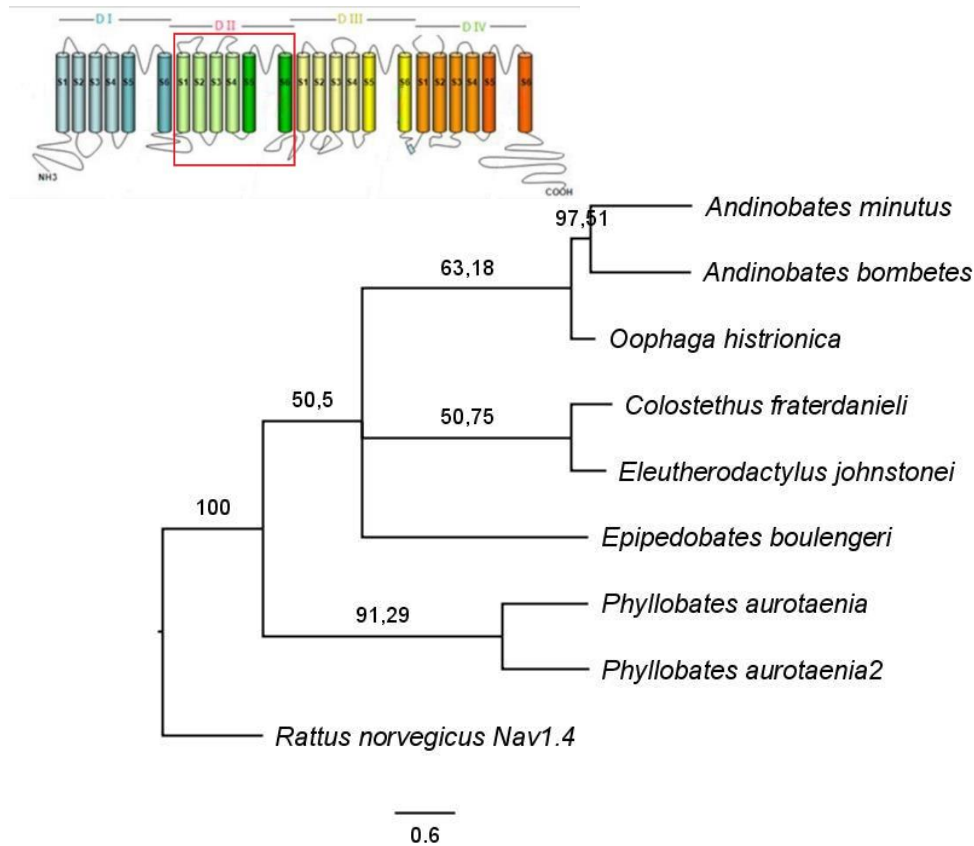 D I D II D III D IV
S1 S2 S3 S4 S5 S6 S1 S2 S3 S4 S5 S6 S1 S2 S3 S4 S5 S6 S1 S2 S3 S4 S5 S6
NH3
COOH
Andinobates minutus
97,51
63,18
Andinobates bombetes
Oophaga histrionica
50,5
Colostethus fraterdanieli
50,75
Eleutherodactylus johnstonei
100
Epipedobates boulengeri
Phyllobates aurotaenia
91,29
Phyllobates aurotaenia2
Rattus norvegicus Nav1.4
0.6